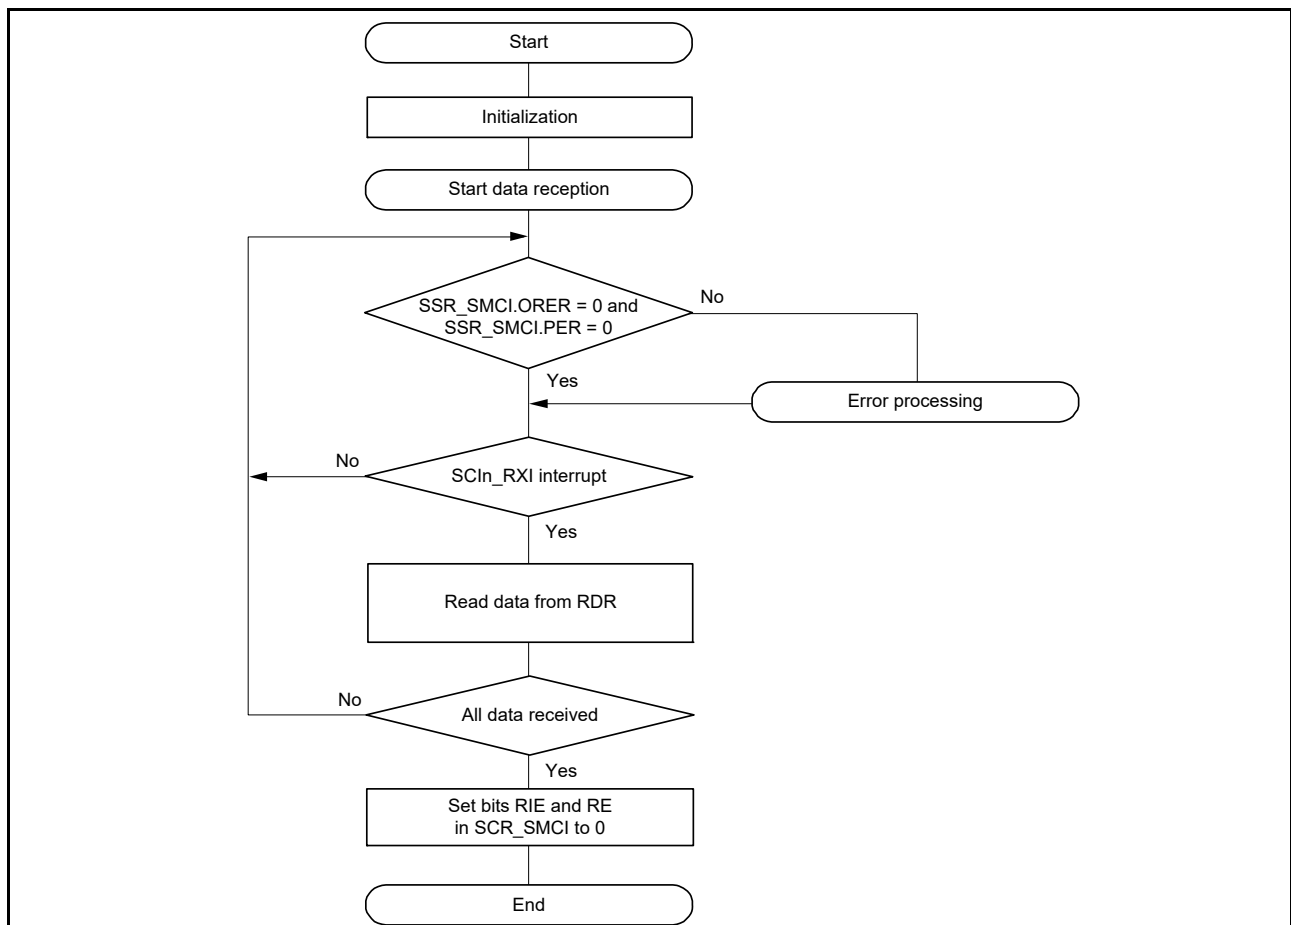 Start
Initialization
Start data reception
SSR_SMCI.ORER = 0 and
SSR_SMCI.PER = 0
No
Yes
Error processing
SCIn_RXI interrupt
No
Yes
Read data from RDR
All data received
No
Yes
Set bits RIE and RE
in SCR_SMCI to 0
End